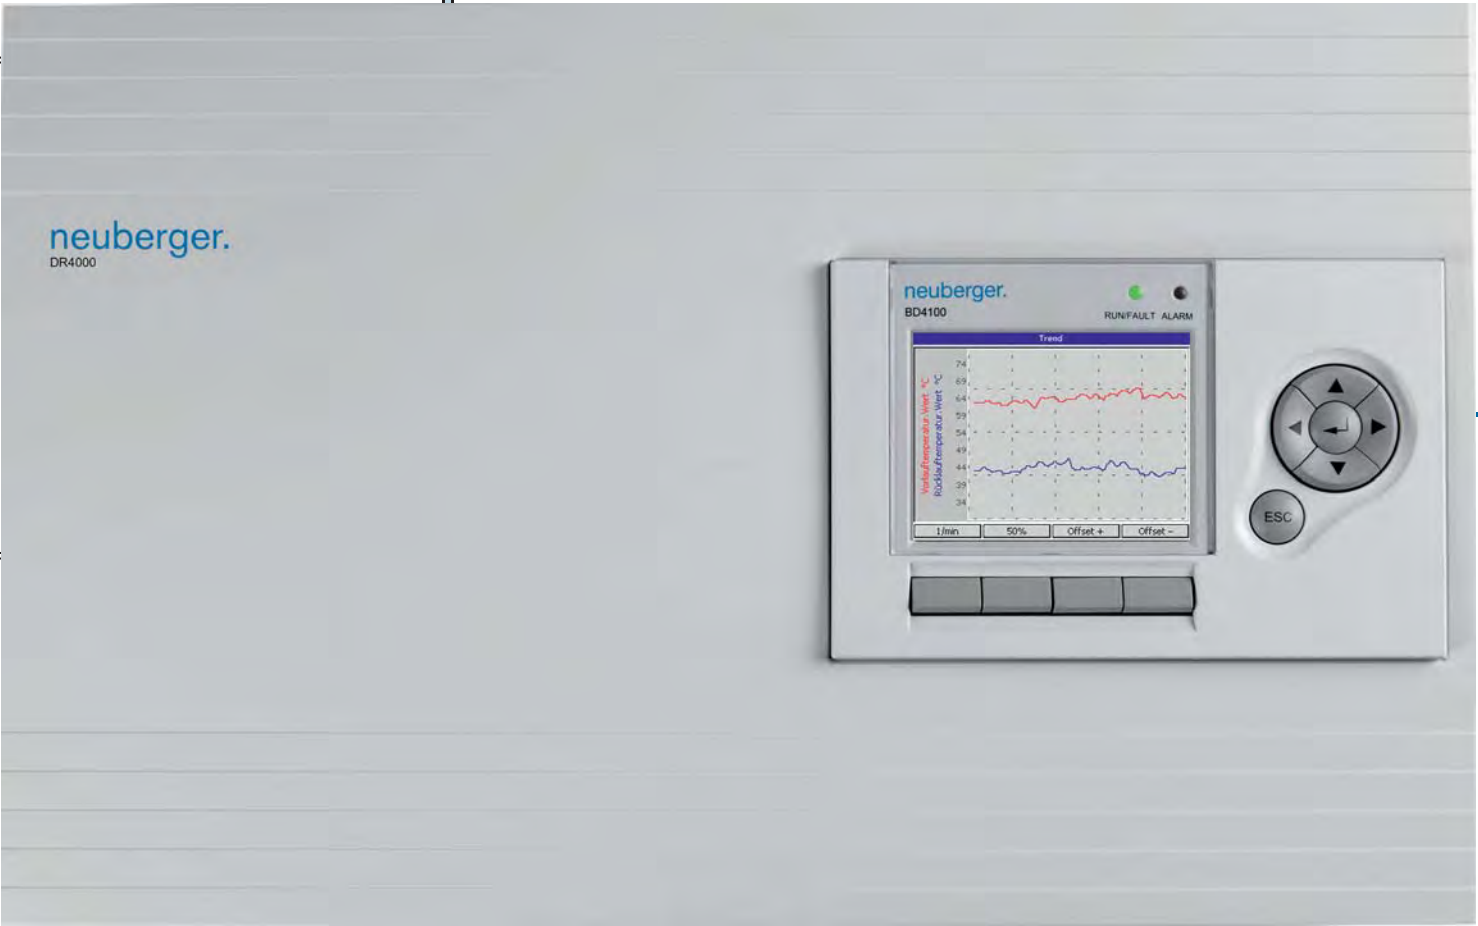 neuberger.
DR4000
neuberger.
BD4100
RUN/FAULT ALARM
Trend
Vorlauftemperatur.Wert °C
Rücklauftemperatur.Wert °C
74
69
64
59
54
49
44
39
34
1/min 50% Offset + Offset -
ESC